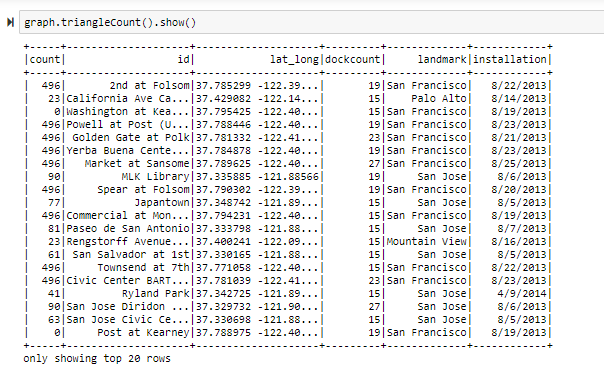 graph.triangleCount().show()
+-----+--------------------+--------------------+---------+-------------+------------+
|count|                  id|            lat_long|dockcount|     landmark|installation|
+-----+--------------------+--------------------+---------+-------------+------------+
|  496|       2nd at Folsom|37.785299 -122.39...|       19|San Francisco|   8/22/2013|
|   23|California Ave Ca...|37.429082 -122.14...|       15|    Palo Alto|   8/14/2013|
|    0|Washington at Kea...|37.795425 -122.40...|       15|San Francisco|   8/19/2013|
|  496|Powell at Post (U...|37.788446 -122.40...|       19|San Francisco|   8/23/2013|
|  496| Golden Gate at Polk|37.781332 -122.41...|       23|San Francisco|   8/21/2013|
|  496|Yerba Buena Cente...|37.784878 -122.40...|       19|San Francisco|   8/23/2013|
|  496|   Market at Sansome|37.789625 -122.40...|       27|San Francisco|   8/25/2013|
|   90|         MLK Library|37.335885 -121.88566|       19|     San Jose|    8/6/2013|
|  496|     Spear at Folsom|37.790302 -122.39...|       19|San Francisco|   8/20/2013|
|   77|           Japantown|37.348742 -121.89...|       15|     San Jose|    8/5/2013|
|  496|Commercial at Mon...|37.794231 -122.40...|       15|San Francisco|   8/19/2013|
|   81|Paseo de San Antonio|37.333798 -121.88...|       15|     San Jose|    8/7/2013|
|   23|Rengstorff Avenue...|37.400241 -122.09...|       15|Mountain View|   8/16/2013|
|   61| San Salvador at 1st|37.330165 -121.88...|       15|     San Jose|    8/5/2013|
|  496|     Townsend at 7th|37.771058 -122.40...|       15|San Francisco|   8/22/2013|
|  496|Civic Center BART...|37.781039 -122.41...|       23|San Francisco|   8/23/2013|
|   41|         Ryland Park|37.342725 -121.89...|       15|     San Jose|    4/9/2014|
|   90|San Jose Diridon ...|37.329732 -121.90...|       27|     San Jose|    8/6/2013|
|   63|San Jose Civic Ce...|37.330698 -121.88...|       15|     San Jose|    8/5/2013|
|    0|     Post at Kearney|37.788975 -122.40...|       19|San Francisco|   8/19/2013|
+-----+--------------------+--------------------+---------+-------------+------------+
only showing top 20 rows